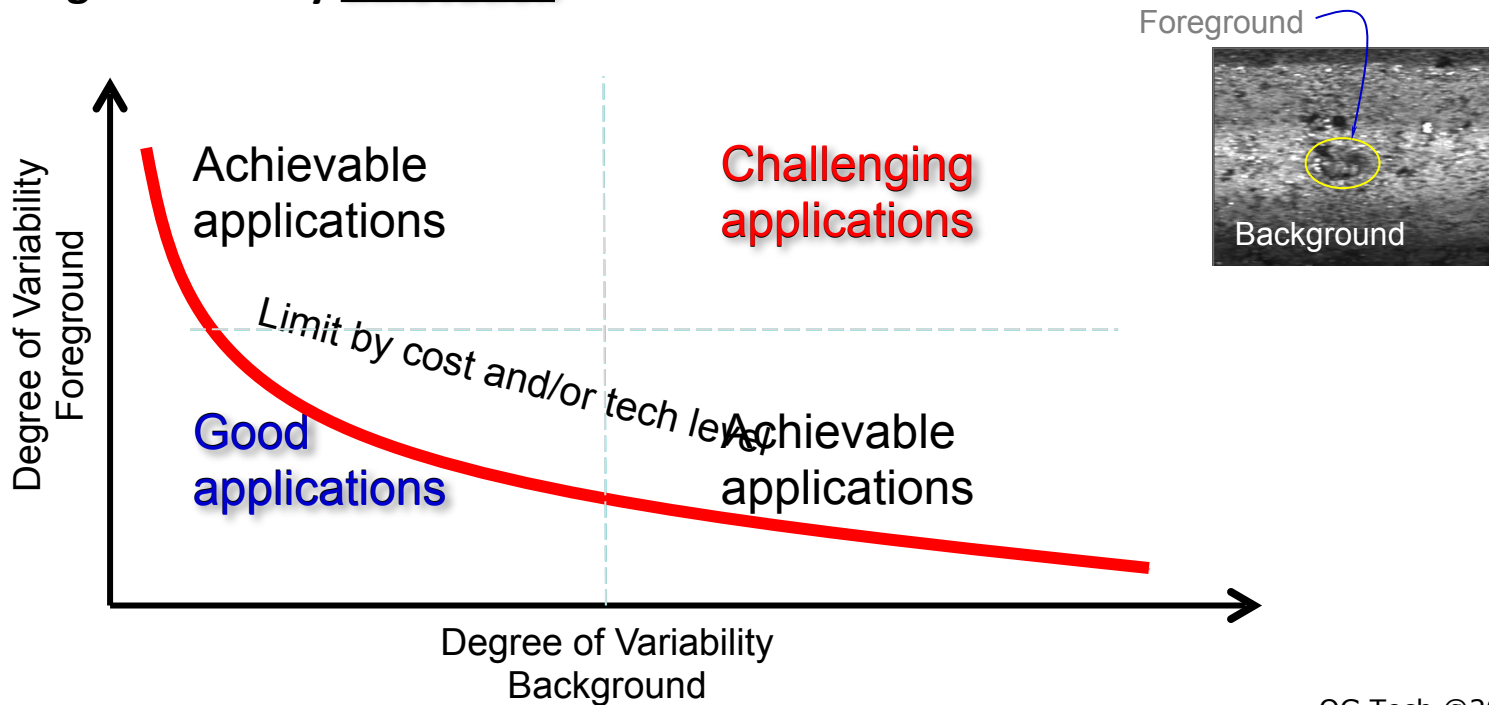 Foreground
Achievable
applications
Challenging
applications
Background
Degree of Variability
Foreground
Limit by cost and/or tech level
Good
applications
Achievable
applications
Degree of Variability
Background